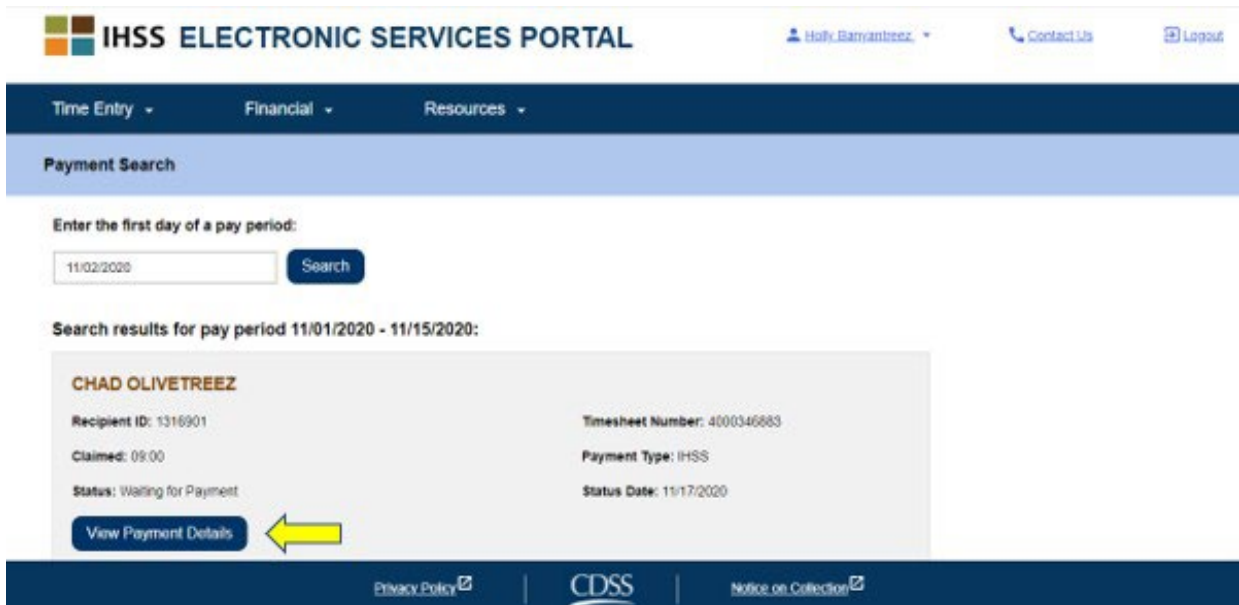 IHSS ELECTRONIC SERVICES PORTAL
Holly Banyantreez
Contact Us
Logout
Time Entry
Financial
Resources
Payment Search
Enter the first day of a pay period:
11/02/2020
Search
Search results for pay period 11/01/2020 - 11/15/2020:
CHAD OLIVETREEZ
Recipient ID: 1316901
Timesheet Number: 4000346883
Claimed: 09:00
Payment Type: IHSS
Status: Waiting for Payment
Status Date: 11/17/2020
View Payment Details
Privacy Policy
CDSS
Notice on Collection